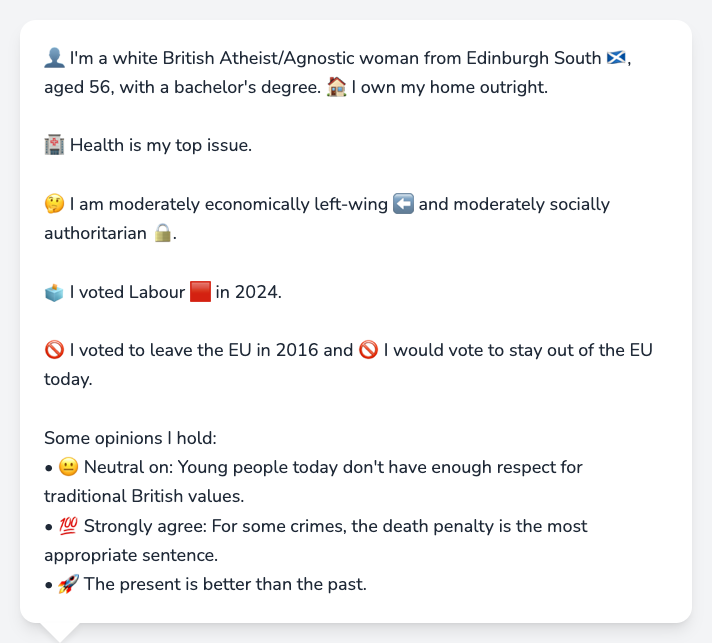 👤 I'm a white British Atheist/Agnostic woman from Edinburgh South 🏴󠁧󠁢󠁳󠁣󠁴󠁿,
aged 56, with a bachelor's degree. 🏠 I own my home outright.
🏥 Health is my top issue.
🤔 I am moderately economically left-wing ⬅️ and moderately socially
authoritarian 🔒.
🗳️ I voted Labour 🟥 in 2024.
🚫 I voted to leave the EU in 2016 and 🚫 I would vote to stay out of the EU
today.
Some opinions I hold:
• 😐 Neutral on: Young people today don't have enough respect for
traditional British values.
• 💯 Strongly agree: For some crimes, the death penalty is the most
appropriate sentence.
• 🚀 The present is better than the past.